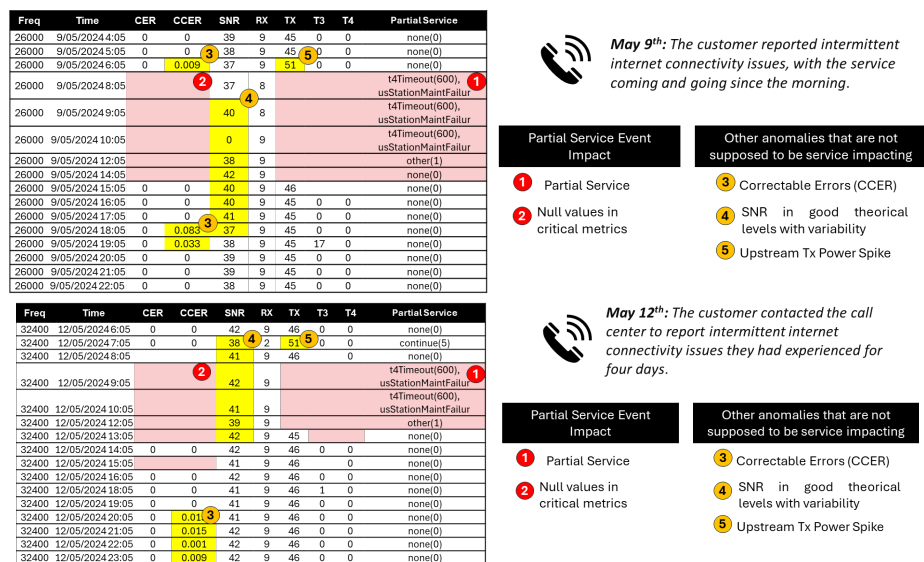 Freq Time CER CCER SNR RX TX T3 T4 Partial Service
26000 9/05/2024 4:05 0 0 39 9 45 0 0 none(0)
26000 9/05/2024 5:05 0 0 38 9 45 0 0 none(0)
3 5
26000 9/05/2024 6:05 0 0.009 37 9 51 0 0 none(0)
2 1
26000 9/05/2024 8:05 37 8 t4Timeout(600),
usStationMaintFailur
4
26000 9/05/2024 9:05 40 8 t4Timeout(600),
usStationMaintFailur
26000 9/05/2024 10:05 0 9 t4Timeout(600),
usStationMaintFailur
26000 9/05/2024 12:05 38 9 other(1)
26000 9/05/2024 14:05 42 9 none(0)
26000 9/05/2024 15:05 0 0 40 9 46 none(0)
26000 9/05/2024 16:05 0 0 40 9 45 0 0 none(0)
26000 9/05/2024 17:05 0 0 41 9 45 0 0 none(0)
3
26000 9/05/2024 18:05 0 0.083 37 9 45 0 0 none(0)
26000 9/05/2024 19:05 0 0.033 38 9 45 17 0 none(0)
26000 9/05/2024 20:05 0 0 39 9 45 0 0 none(0)
26000 9/05/2024 21:05 0 0 39 9 45 0 0 none(0)
26000 9/05/2024 22:05 0 0 38 9 45 0 0 none(0)
May 9th: The customer reported intermittent
internet connectivity issues, with the service
coming and going since the morning.
Partial Service Event
Impact
1 Partial Service
2 Null values in
critical metrics
Other anomalies that are not
supposed to be service impacting
3 Correctable Errors (CCER)
4 SNR in good theorical
levels with variability
5 Upstream Tx Power Spike
Freq Time CER CCER SNR RX TX T3 T4 Partial Service
32400 12/05/2024 6:05 0 0 42 9 46 0 0 none(0)
4 5
32400 12/05/2024 7:05 0 0 38 2 51 0 0 continue(5)
32400 12/05/2024 8:05 41 9 46 0 none(0)
2 1
32400 12/05/2024 9:05 42 9 t4Timeout(600),
usStationMaintFailur
32400 12/05/2024 10:05 41 9 t4Timeout(600),
usStationMaintFailur
32400 12/05/2024 12:05 39 9 other(1)
32400 12/05/2024 13:05 42 9 45 none(0)
32400 12/05/2024 14:05 0 0 42 9 46 0 0 none(0)
32400 12/05/2024 15:05 41 9 46 0 none(0)
32400 12/05/2024 16:05 0 0 42 9 46 0 0 none(0)
32400 12/05/2024 18:05 0 0 41 9 46 1 0 none(0)
32400 12/05/2024 19:05 0 0 41 9 46 0 0 none(0)
3
32400 12/05/2024 20:05 0 41 9 46 0 0 none(0)
32400 12/05/2024 21:05 0 0.015 42 9 46 0 0 none(0)
32400 12/05/2024 22:05 0 0.001 42 9 46 0 0 none(0)
32400 12/05/2024 23:05 0 0.009 42 9 46 0 0 none(0)
May 12th: The customer contacted the call
center to report intermittent internet
connectivity issues they had experienced for
four days.
Partial Service Event
Impact
1 Partial Service
2 Null values in
critical metrics
Other anomalies that are not
supposed to be service impacting
3 Correctable Errors (CCER)
4 SNR in good theorical
levels with variability
5 Upstream Tx Power Spike